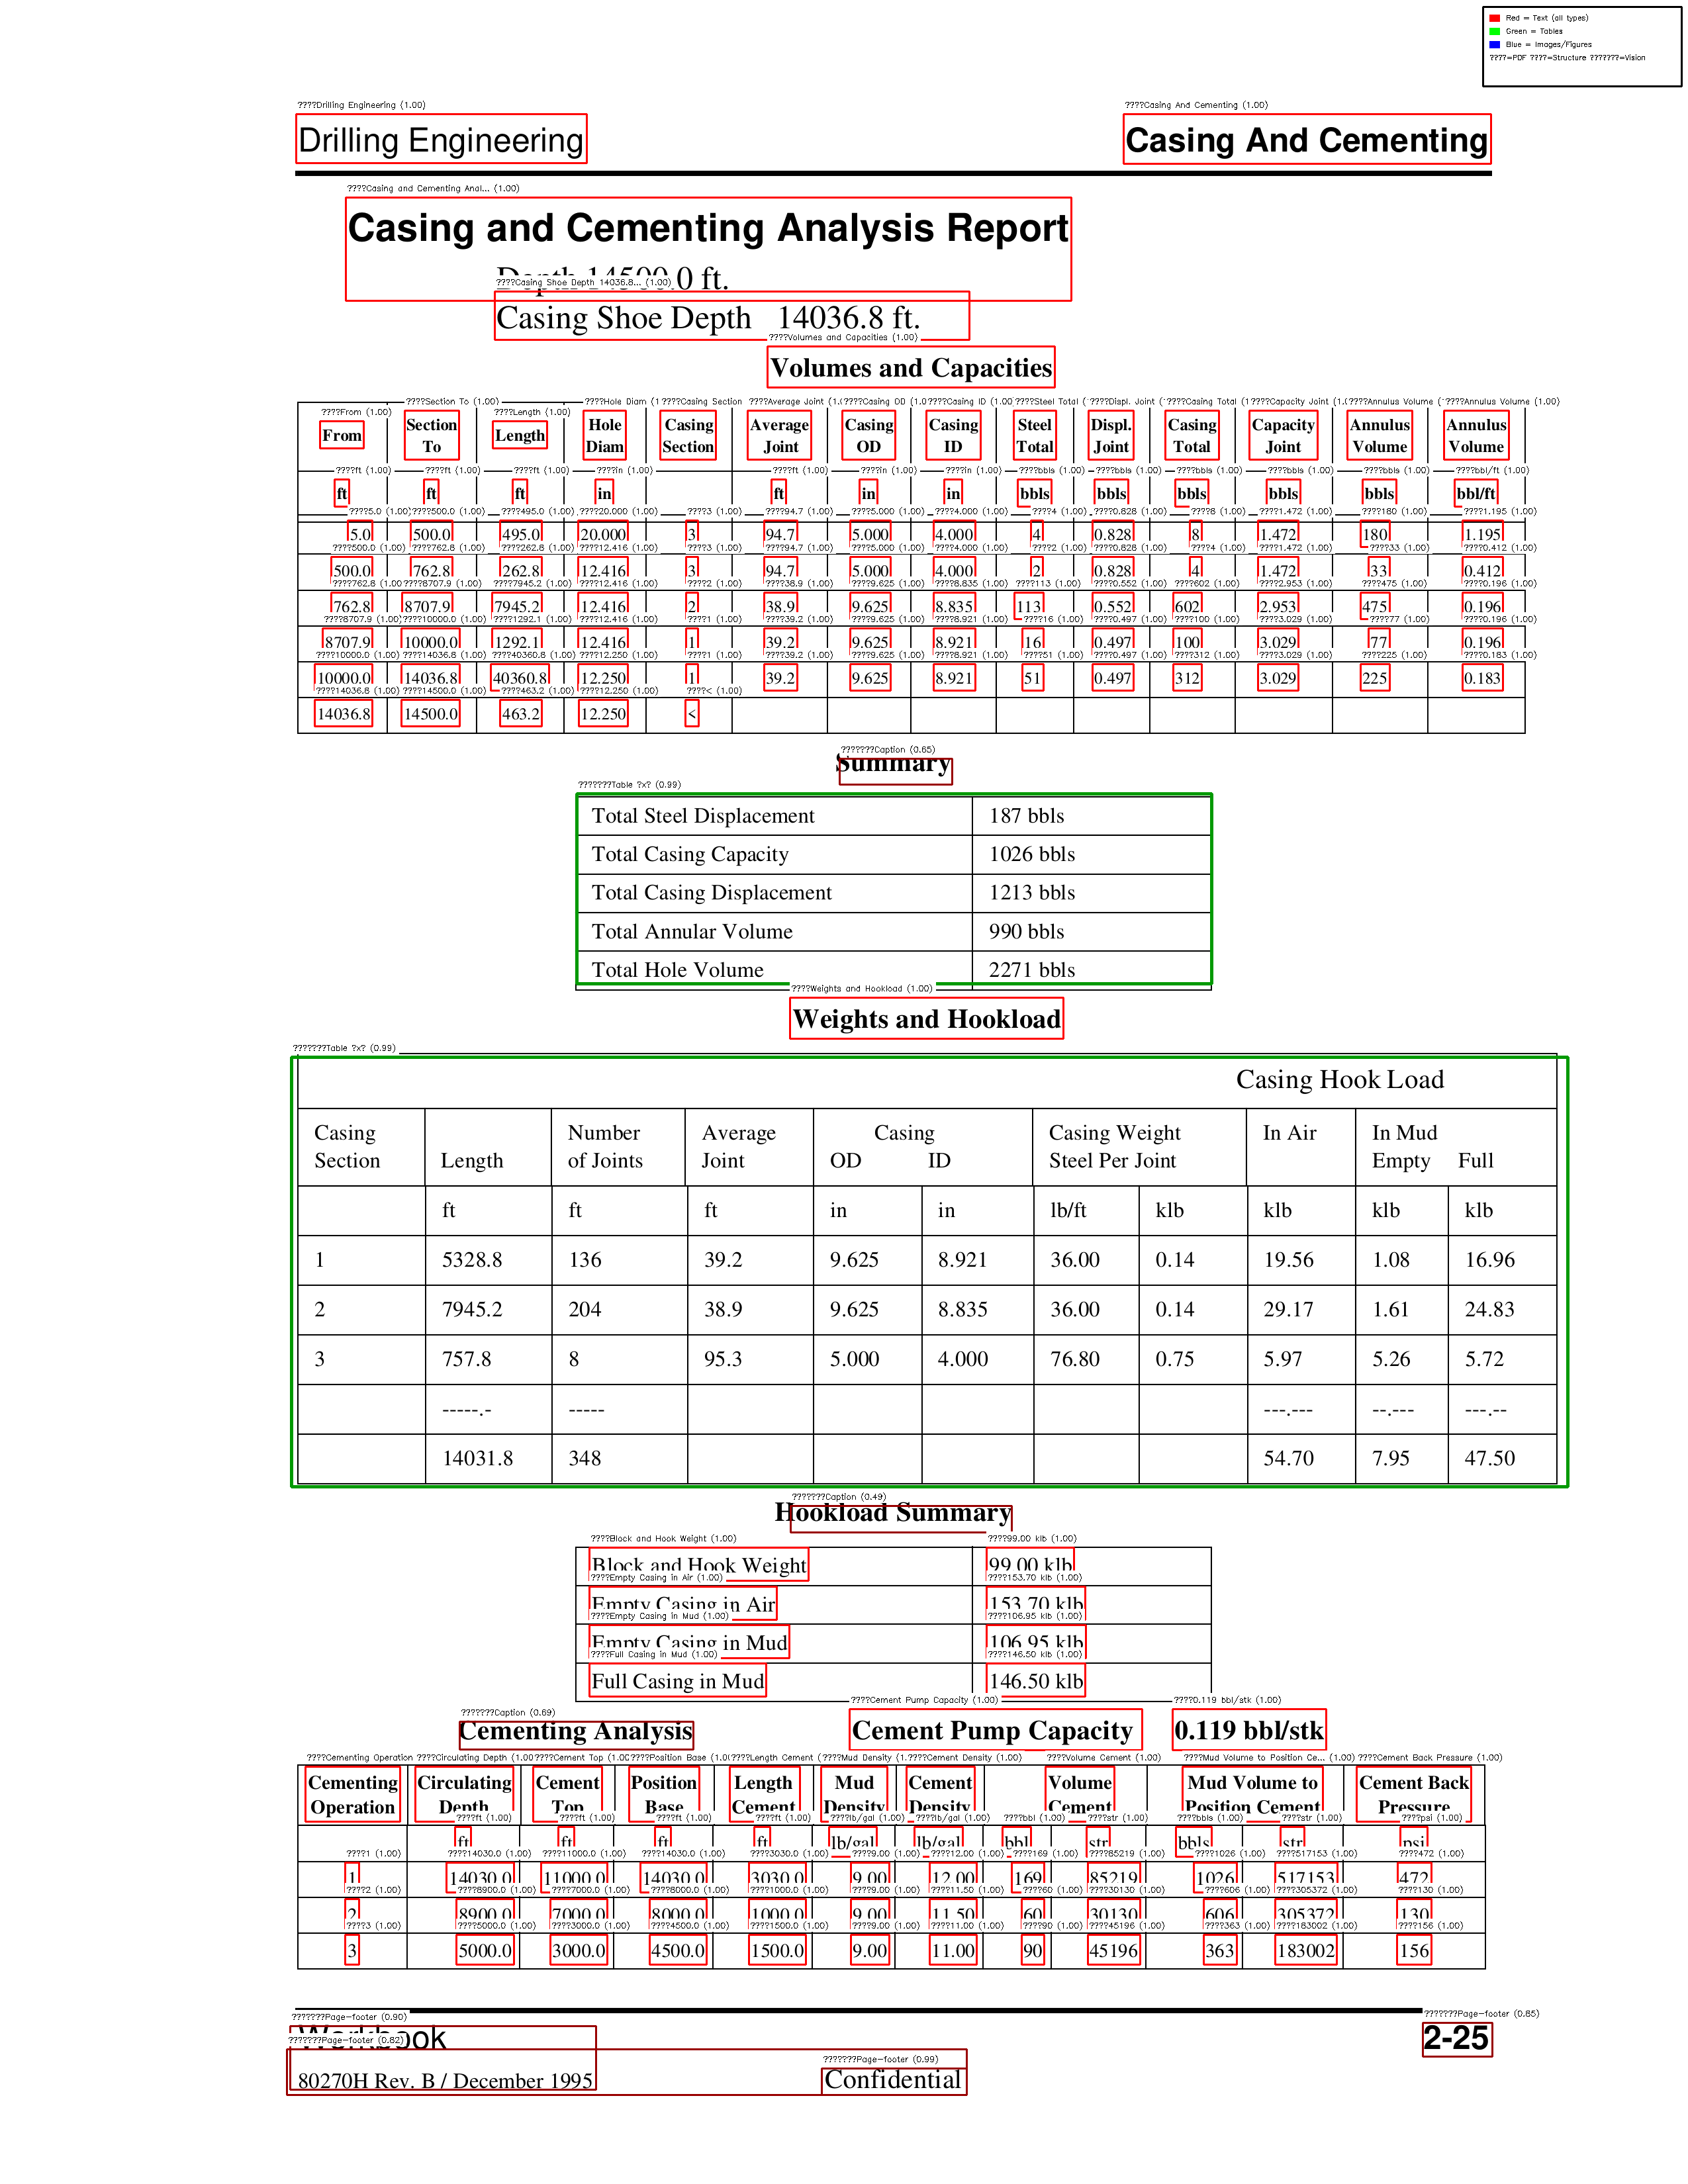 Red = Text (all types)
Green = Tables
Blue = Images/Figures
????=PDF ????=Structure ???????=Vision
Drilling Engineering
Casing And Cementing
Casing and Cementing Analysis Report
Depth 14500.0 ft.
Casing Shoe Depth 14036.8 ft.
Volumes and Capacities
From Section To Length Hole Diam Casing Section Average Joint Casing OD Casing ID Steel Total Displ. Joint Casing Total Capacity Joint Annulus Volume Annulus Volume
ft ft ft in ft in in bbls bbls bbls bbls bbls bbl/ft
5.0 500.0 495.0 20.000 3 94.7 5.000 4.000 4 0.828 8 1.472 180 1.195
500.0 762.8 262.8 12.416 3 94.7 5.000 4.000 2 0.828 4 1.472 33 0.412
762.8 8707.9 7945.2 12.416 2 38.9 9.625 8.835 113 0.552 602 2.953 475 0.196
8707.9 10000.0 1292.1 12.416 1 39.2 9.625 8.921 16 0.497 100 3.029 77 0.196
10000.0 14036.8 40360.8 12.250 1 39.2 9.625 8.921 51 0.497 312 3.029 225 0.183
14036.8 14500.0 463.2 12.250 <
Summary
Total Steel Displacement 187 bbls
Total Casing Capacity 1026 bbls
Total Casing Displacement 1213 bbls
Total Annular Volume 990 bbls
Total Hole Volume 2271 bbls
Weights and Hookload
Casing Hook Load
Casing Number Average Casing Casing Weight In Air In Mud
Section Length of Joints Joint OD ID Steel Per Joint Empty Full
ft ft ft in in lb/ft klb klb klb klb
1 5328.8 136 39.2 9.625 8.921 36.00 0.14 19.56 1.08 16.96
2 7945.2 204 38.9 9.625 8.835 36.00 0.14 29.17 1.61 24.83
3 757.8 8 95.3 5.000 4.000 76.80 0.75 5.97 5.26 5.72
-----.- ----- ---.--- --.--- ---.--
14031.8 348 54.70 7.95 47.50
Hookload Summary
Block and Hook Weight 99.00 klb
Empty Casing in Air 153.70 klb
Empty Casing in Mud 106.95 klb
Full Casing in Mud 146.50 klb
Cementing Analysis Cement Pump Capacity 0.119 bbl/stk
Cementing Circulating Cement Position Length Mud Cement Volume Mud Volume to Cement Back
Operation Depth Top Base Cement Density Density Cement Position Cement Pressure
ft ft ft ft lb/gal lb/gal bbl str bbls str psi
1 14030.0 11000.0 14030.0 3030.0 9.00 12.00 169 85219 1026 517153 472
2 8900.0 7000.0 8000.0 1000.0 9.00 11.50 60 30130 606 305372 130
3 5000.0 3000.0 4500.0 1500.0 9.00 11.00 90 45196 363 183002 156
Workbook
2-25
80270H Rev. B / December 1995
Confidential